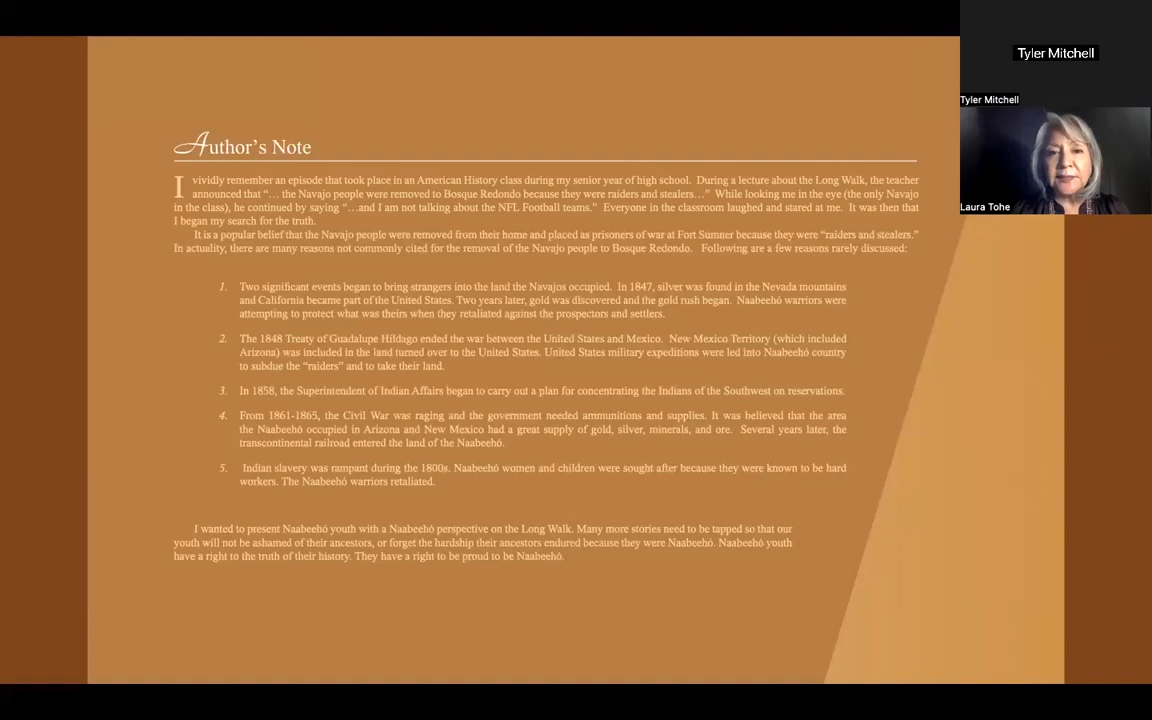 Tyler Mitchell
Tyler Mitchell
Laura Tohe
Author's Note
I vividly remember an episode that took place in an American History class during my senior year of high school. During a lecture about the Long Walk, the teacher
announced that “… the Navajo people were removed to Bosque Redondo because they were raiders and stealers…” While looking me in the eye (the only Navajo
in the class), he continued by saying “…and I am not talking about the NFL Football teams.” Everyone in the classroom laughed and stared at me. It was then that
I began my search for the truth.
It is a popular belief that the Navajo people were removed from their home and placed as prisoners of war at Fort Sumner because they were “raiders and stealers.”
In actuality, there are many reasons not commonly cited for the removal of the Navajo people to Bosque Redondo. Following are a few reasons rarely discussed:
1. Two significant events began to bring strangers into the land the Navajos occupied. In 1847, silver was found in the Nevada mountains
and California became part of the United States. Two years later, gold was discovered and the gold rush began. Naabeehó warriors were
attempting to protect what was theirs when they retaliated against the prospectors and settlers.
2. The 1848 Treaty of Guadalupe Hildago ended the war between the United States and Mexico. New Mexico Territory (which included
Arizona) was included in the land turned over to the United States. United States military expeditions were led into Naabeehó country
to subdue the “raiders” and to take their land.
3. In 1858, the Superintendent of Indian Affairs began to carry out a plan for concentrating the Indians of the Southwest on reservations.
4. From 1861-1865, the Civil War was raging and the government needed ammunitions and supplies. It was believed that the area
the Naabeehó occupied in Arizona and New Mexico had a great supply of gold, silver, minerals, and ore. Several years later, the
transcontinental railroad entered the land of the Naabeehó.
5. Indian slavery was rampant during the 1800s. Naabeehó women and children were sought after because they were known to be hard
workers. The Naabeehó warriors retaliated.
I wanted to present Naabeehó youth with a Naabeehó perspective on the Long Walk. Many more stories need to be tapped so that our
youth will not be ashamed of their ancestors, or forget the hardship their ancestors endured because they were Naabeehó. Naabeehó youth
have a right to the truth of their history. They have a right to be proud to be Naabeehó.